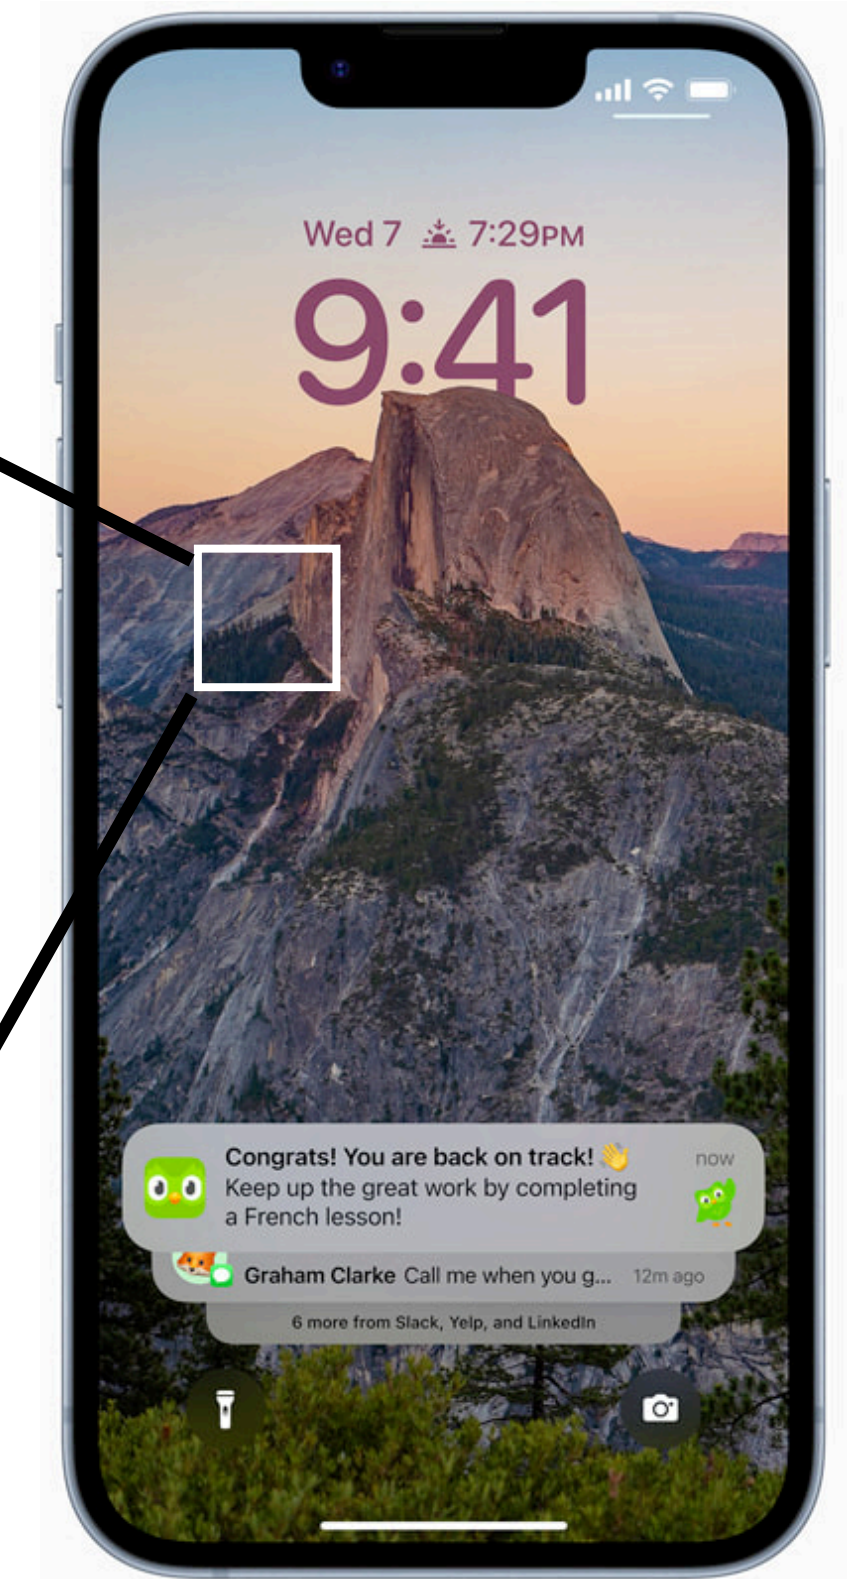 Wed 7 7:29PM
9:41
Congrats! You are back on track! 👋 now
Keep up the great work by completing
a French lesson!
Graham Clarke Call me when you g... 12m ago
6 more from Slack, Yelp, and LinkedIn